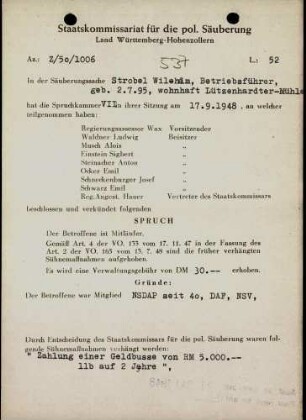 Staatskommissariat für die pol. Säuberung
Land Württemberg-Hohenzollern
Az.: Z/50/1006
537
L.: 52
In der Säuberungssache Strobel Wilehlm, Betriebsführer,
geb. 2.7.95, wohnhaft Lützenhardter-Mühle
hat die Spruchkammer VII in ihrer Sitzung am 17.9.1948, an welcher
teilgenommen haben:
Regierungsassessor Wax Vorsitzender
Waldner Ludwig Beisitzer
Musch Alois "
Einstein Sigbert "
Steimacher Anton "
Ocker Emil "
Schneckenburger Josef "
Schwarz Emil "
Reg.Angest. Hauer Vertreter des Staatskommissars
beschlossen und verkündet folgenden
SPRUCH
Der Betroffene ist Mitläufer.
Gemäß Art. 4 der VO. 173 vom 17. 11. 47 in der Fassung des
Art. 2 der VO. 165 vom 13. 7. 48 sind die früher verhängten
Sühnemaßnahmen aufgehoben.
Es wird eine Verwaltungsgebühr von DM 30.-- erhoben.
Gründe:
Der Betroffene war Mitglied NSDAP seit 40, DAF, NSV,
Durch Entscheidung des Staatskommissars für die pol. Säuberung waren fol-
gende Sühnemaßnahmen verhängt worden:
" Zahlung einer Geldbusse von RM 5.000.--
11b auf 2 Jahre ",